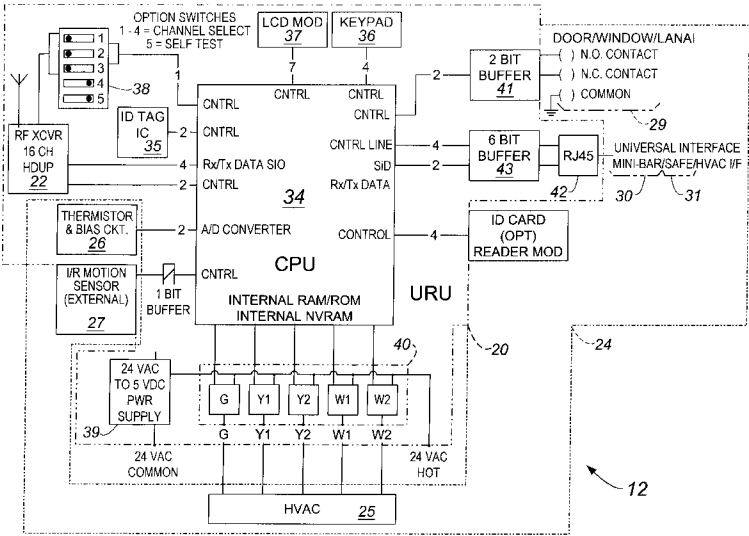 OPTION SWITCHES
1 - 4 = CHANNEL SELECT
5 = SELF TEST
1
2
3
4
5
38
LCD MOD
37
KEYPAD
36
7
4
1
CNTRL
CNTRL
CNTRL
CNTRL
2
2 BIT
BUFFER
41
DOOR/WINDOW/LANAI
( ) N.O. CONTACT
( ) N.C. CONTACT
( ) COMMON
29
ID TAG
IC
35
2
CNTRL
RF XCVR
16 CH
HDUP
22
4
Rx/Tx DATA SIO
2
CNTRL
34
CNTRL LINE
4
SiD
2
Rx/Tx DATA
6 BIT
BUFFER
43
RJ45
42
UNIVERSAL INTERFACE
MINI-BAR/SAFE/HVAC I/F
30
31
THERMISTOR
& BIAS CKT.
26
2
A/D CONVERTER
CONTROL
4
ID CARD
(OPT)
READER MOD
I/R MOTION
SENSOR
(EXTERNAL)
27
1 BIT
BUFFER
CNTRL
CPU
URU
INTERNAL RAM/ROM
INTERNAL NVRAM
40
20
24
24 VAC
TO 5 VDC
PWR
SUPPLY
39
G
Y1
Y2
W1
W2
G
Y1
Y2
W1
W2
24 VAC
COMMON
24 VAC
HOT
12
HVAC
25